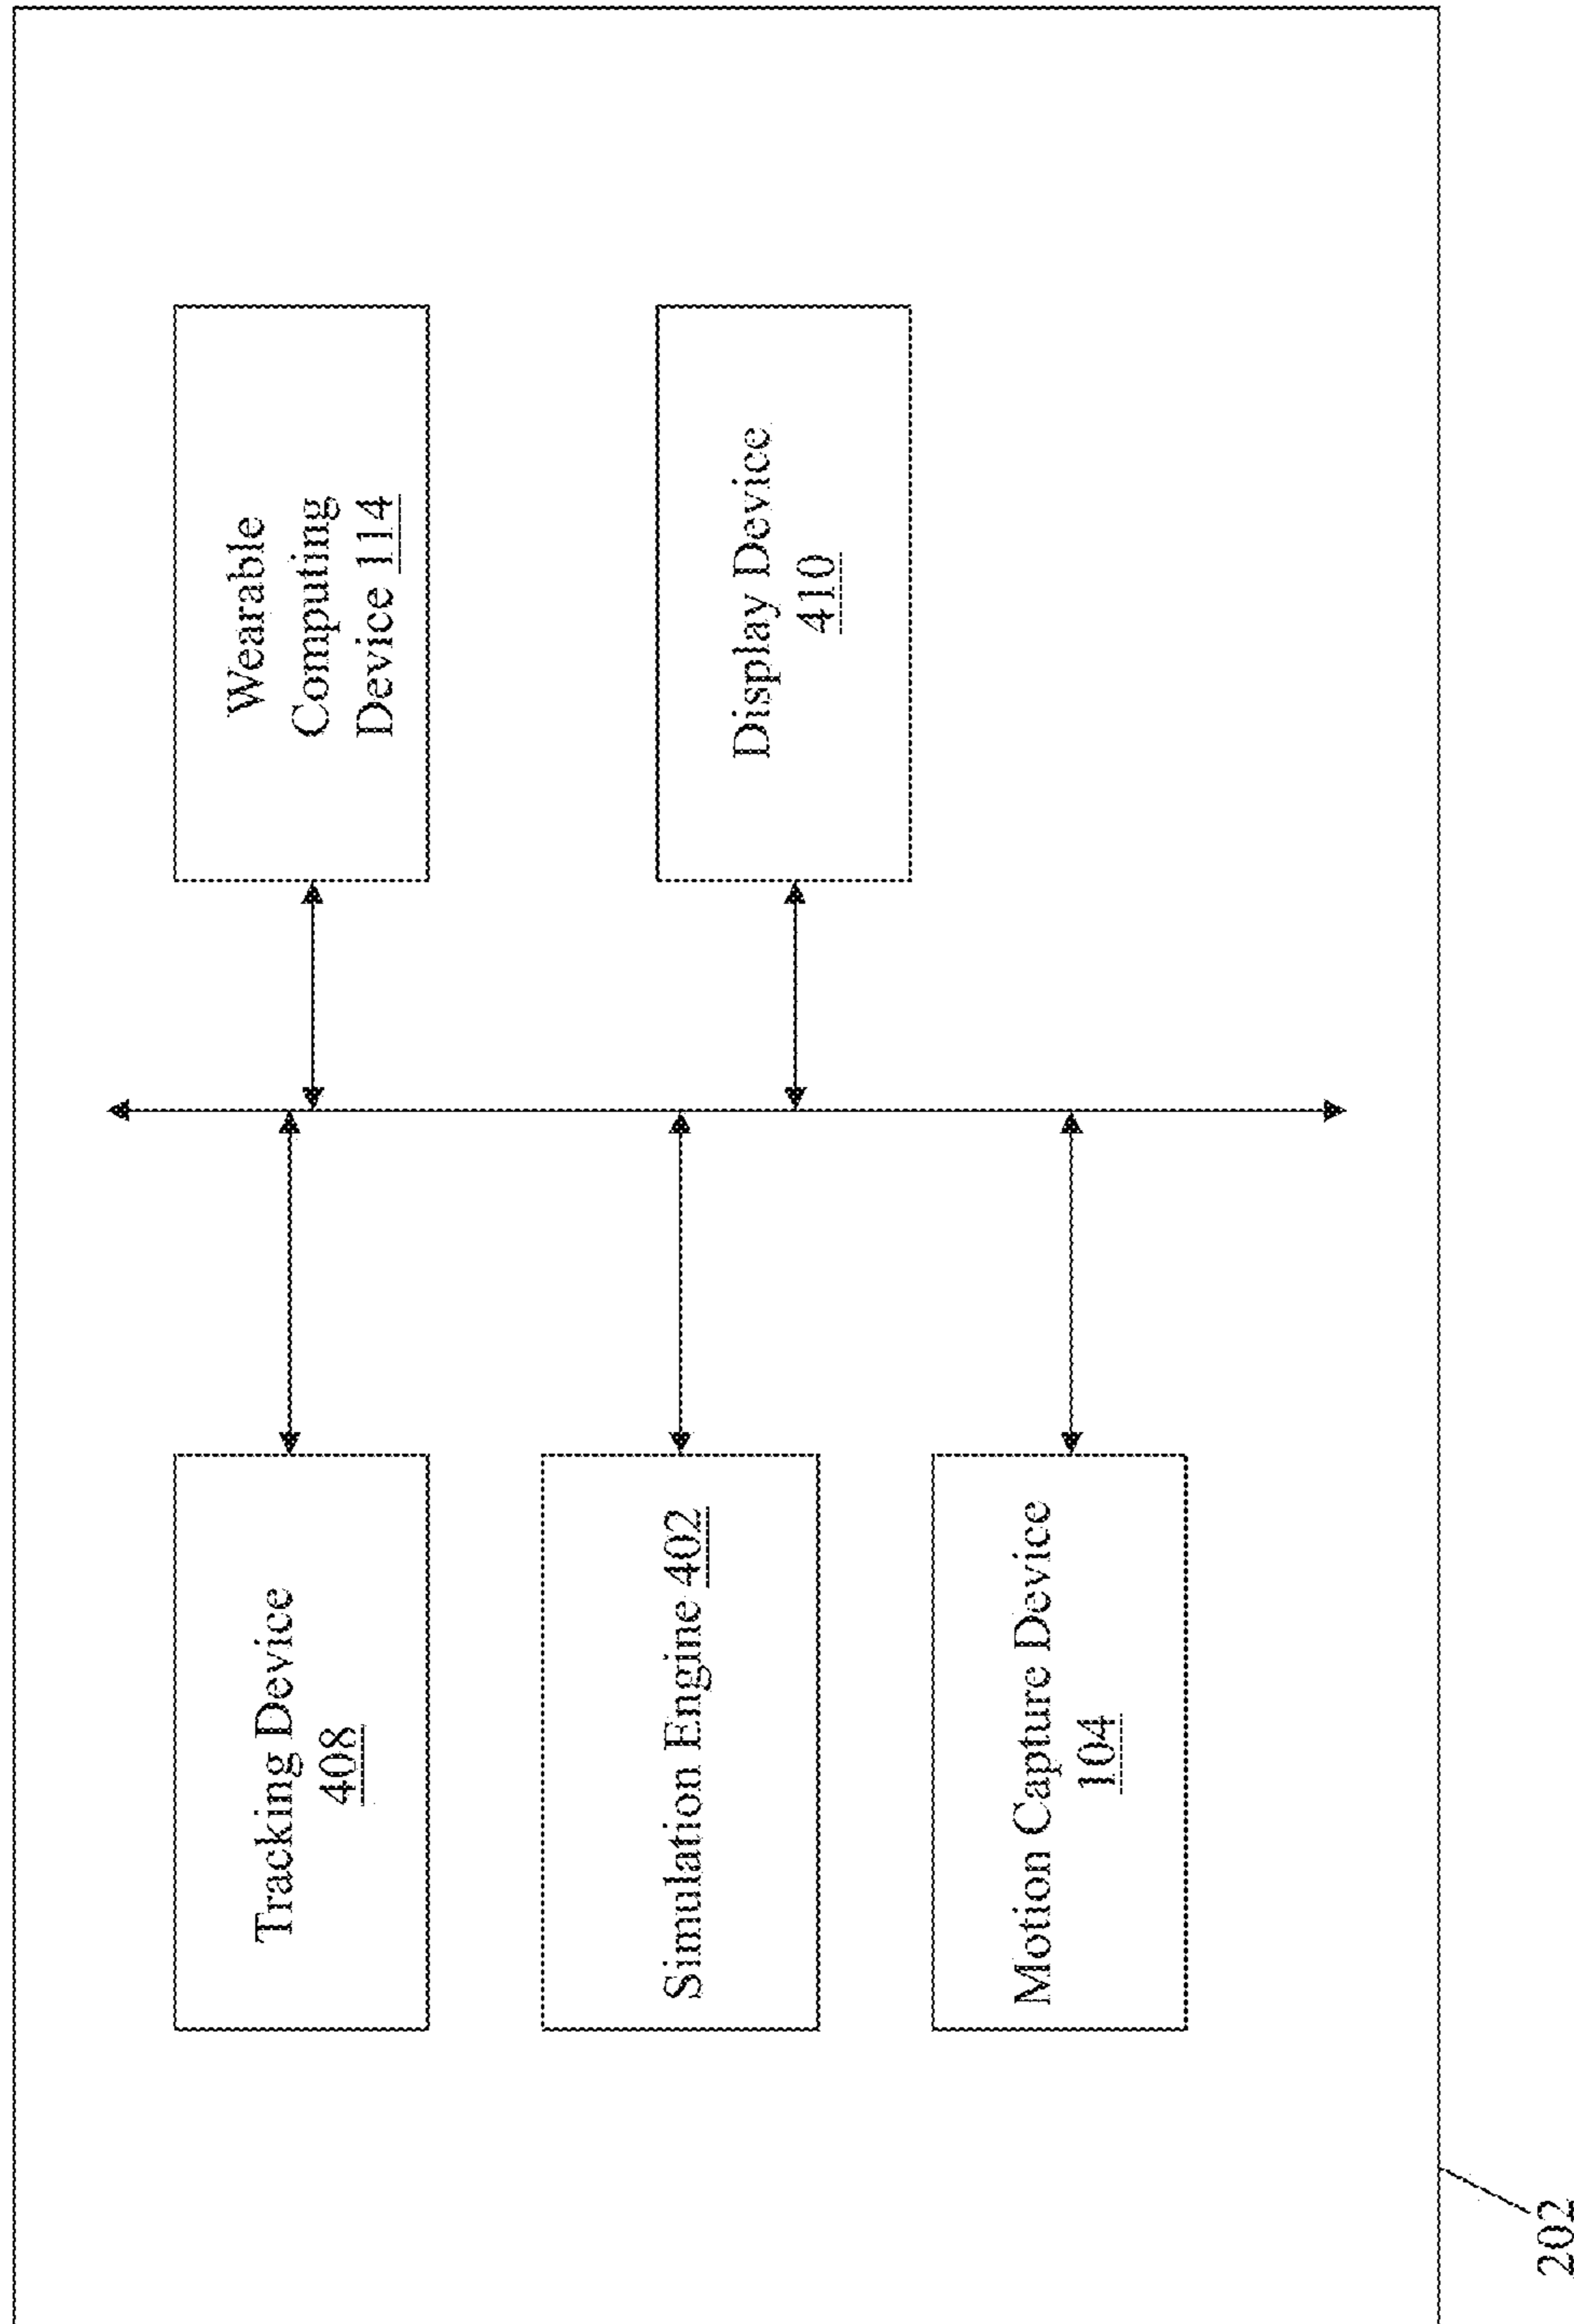 Tracking Device
408
Simulation Engine 402
Motion Capture Device
104
Wearable
Computing
Device 114
Display Device
410
202